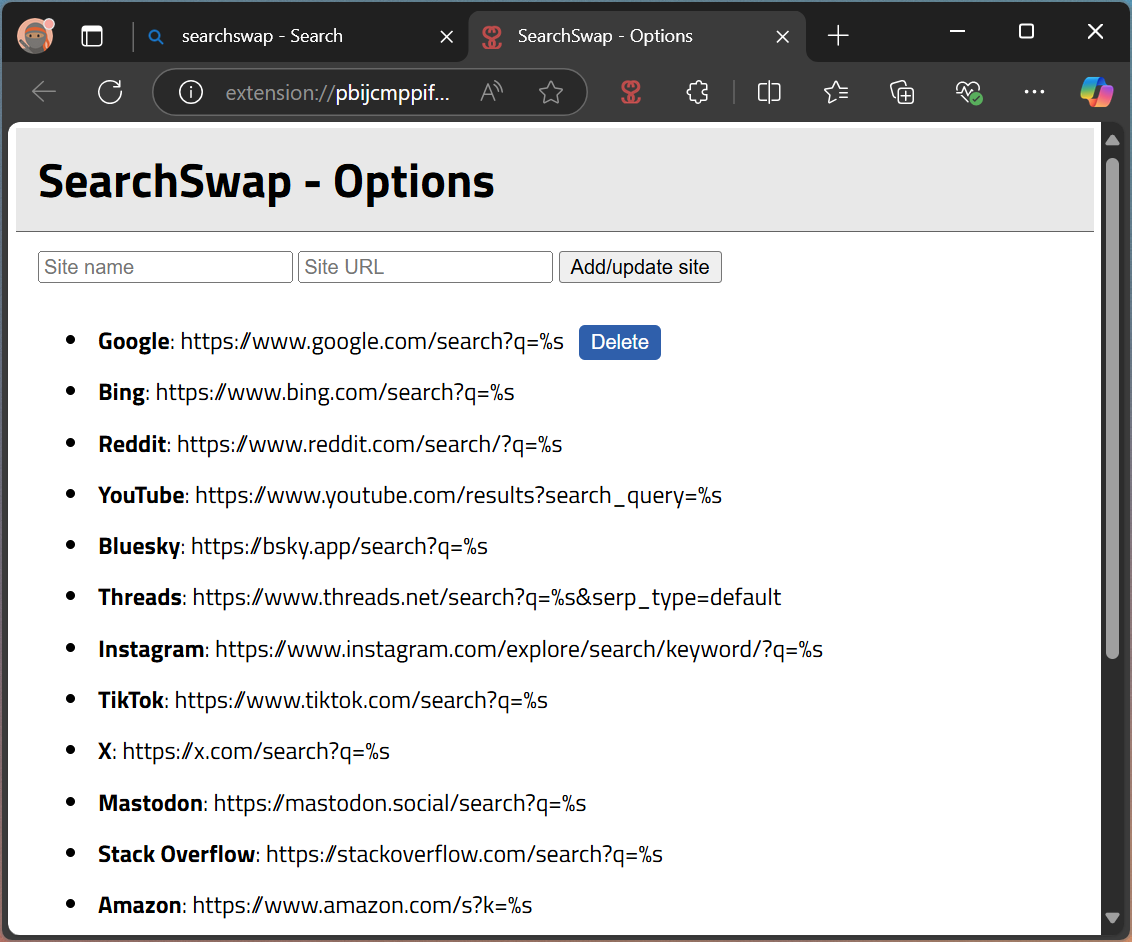 searchswap - Search
SearchSwap - Options
extension://pbijcmppif...
SearchSwap - Options
Site name Site URL Add/update site
Google: https://www.google.com/search?q=%s Delete
Bing: https://www.bing.com/search?q=%s
Reddit: https://www.reddit.com/search/?q=%s
YouTube: https://www.youtube.com/results?search_query=%s
Bluesky: https://bsky.app/search?q=%s
Threads: https://www.threads.net/search?q=%s&serp_type=default
Instagram: https://www.instagram.com/explore/search/keyword/?q=%s
TikTok: https://www.tiktok.com/search?q=%s
X: https://x.com/search?q=%s
Mastodon: https://mastodon.social/search?q=%s
Stack Overflow: https://stackoverflow.com/search?q=%s
Amazon: https://www.amazon.com/s?k=%s